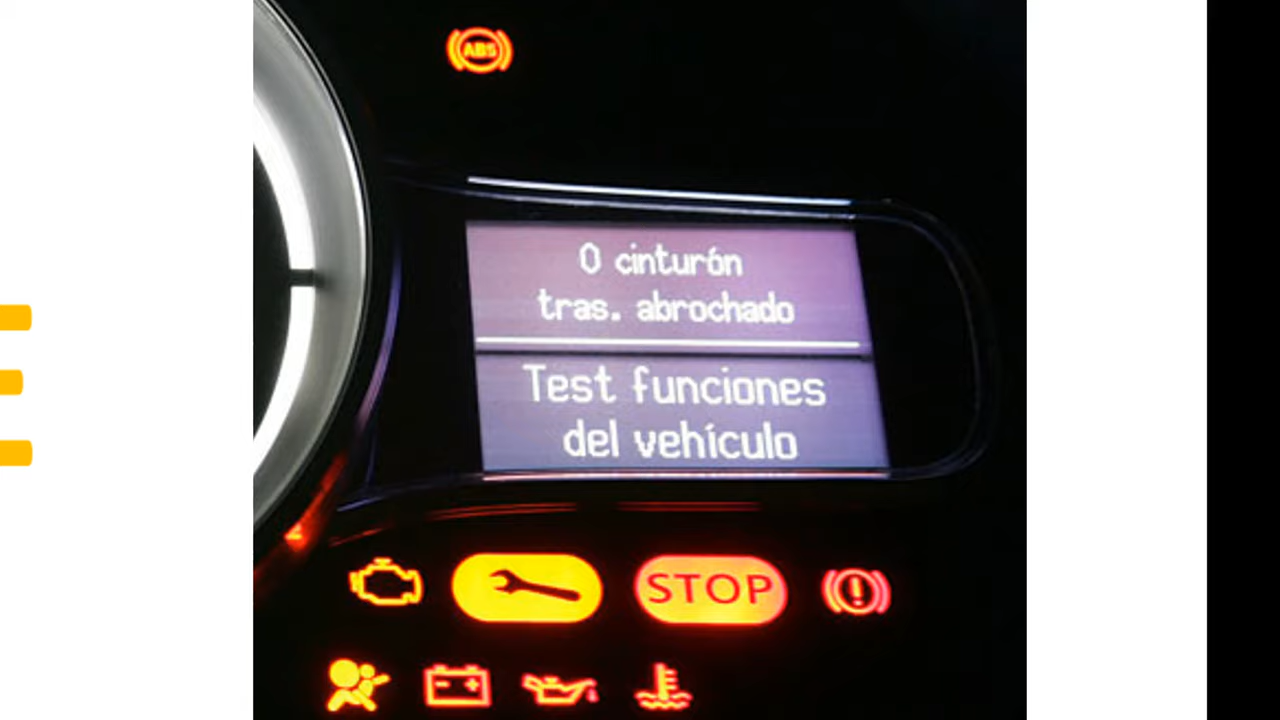 ABS
0 cinturón
tras. abrochado
Test funciones
del vehículo
STOP